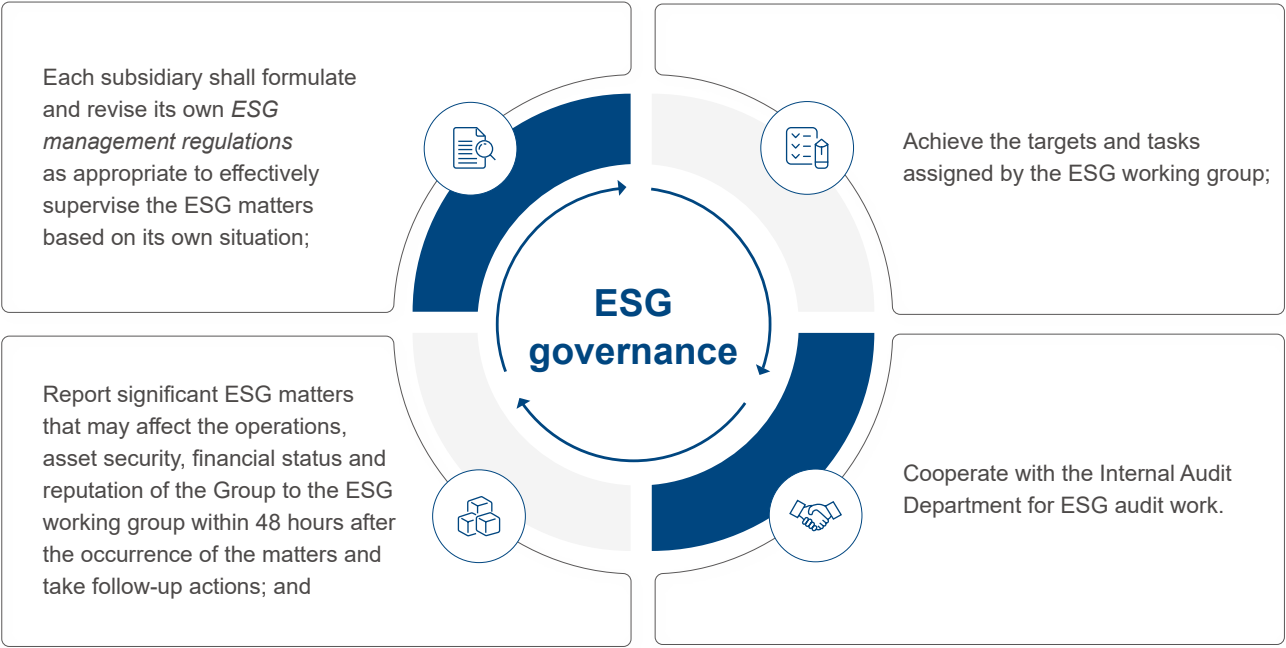 Each subsidiary shall formulate
and revise its own ESG
management regulations
as appropriate to effectively
supervise the ESG matters
based on its own situation;
Achieve the targets and tasks
assigned by the ESG working group;
ESG
governance
Report significant ESG matters
that may affect the operations,
asset security, financial status and
reputation of the Group to the ESG
working group within 48 hours after
the occurrence of the matters and
take follow-up actions; and
Cooperate with the Internal Audit
Department for ESG audit work.